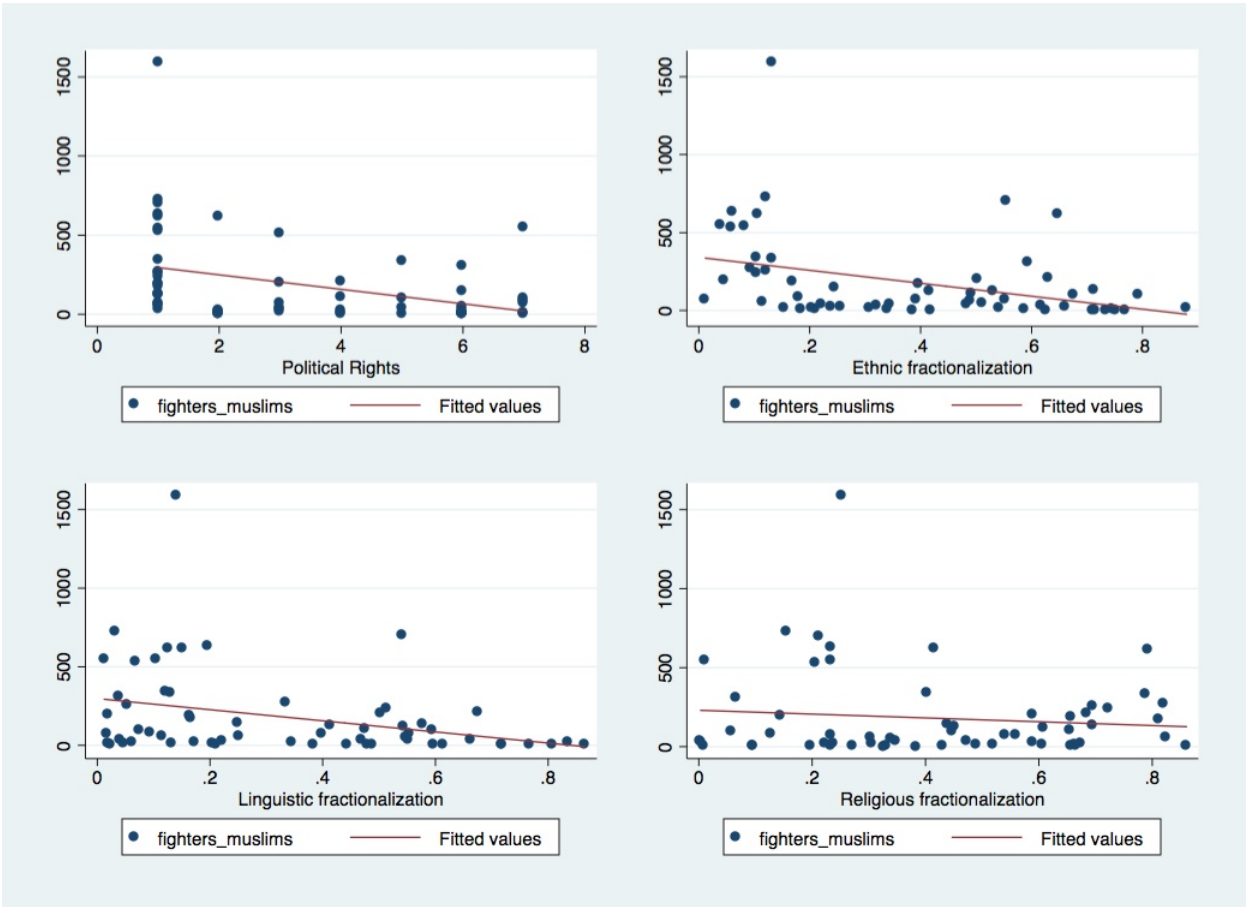 1500
1000
500
0
0 2 4 6 8
Political Rights
fighters_muslims Fitted values
1500
1000
500
0
0 .2 .4 .6 .8
Ethnic fractionalization
fighters_muslims Fitted values
1500
1000
500
0
0 .2 .4 .6 .8
Linguistic fractionalization
fighters_muslims Fitted values
1500
1000
500
0
0 .2 .4 .6 .8
Religious fractionalization
fighters_muslims Fitted values